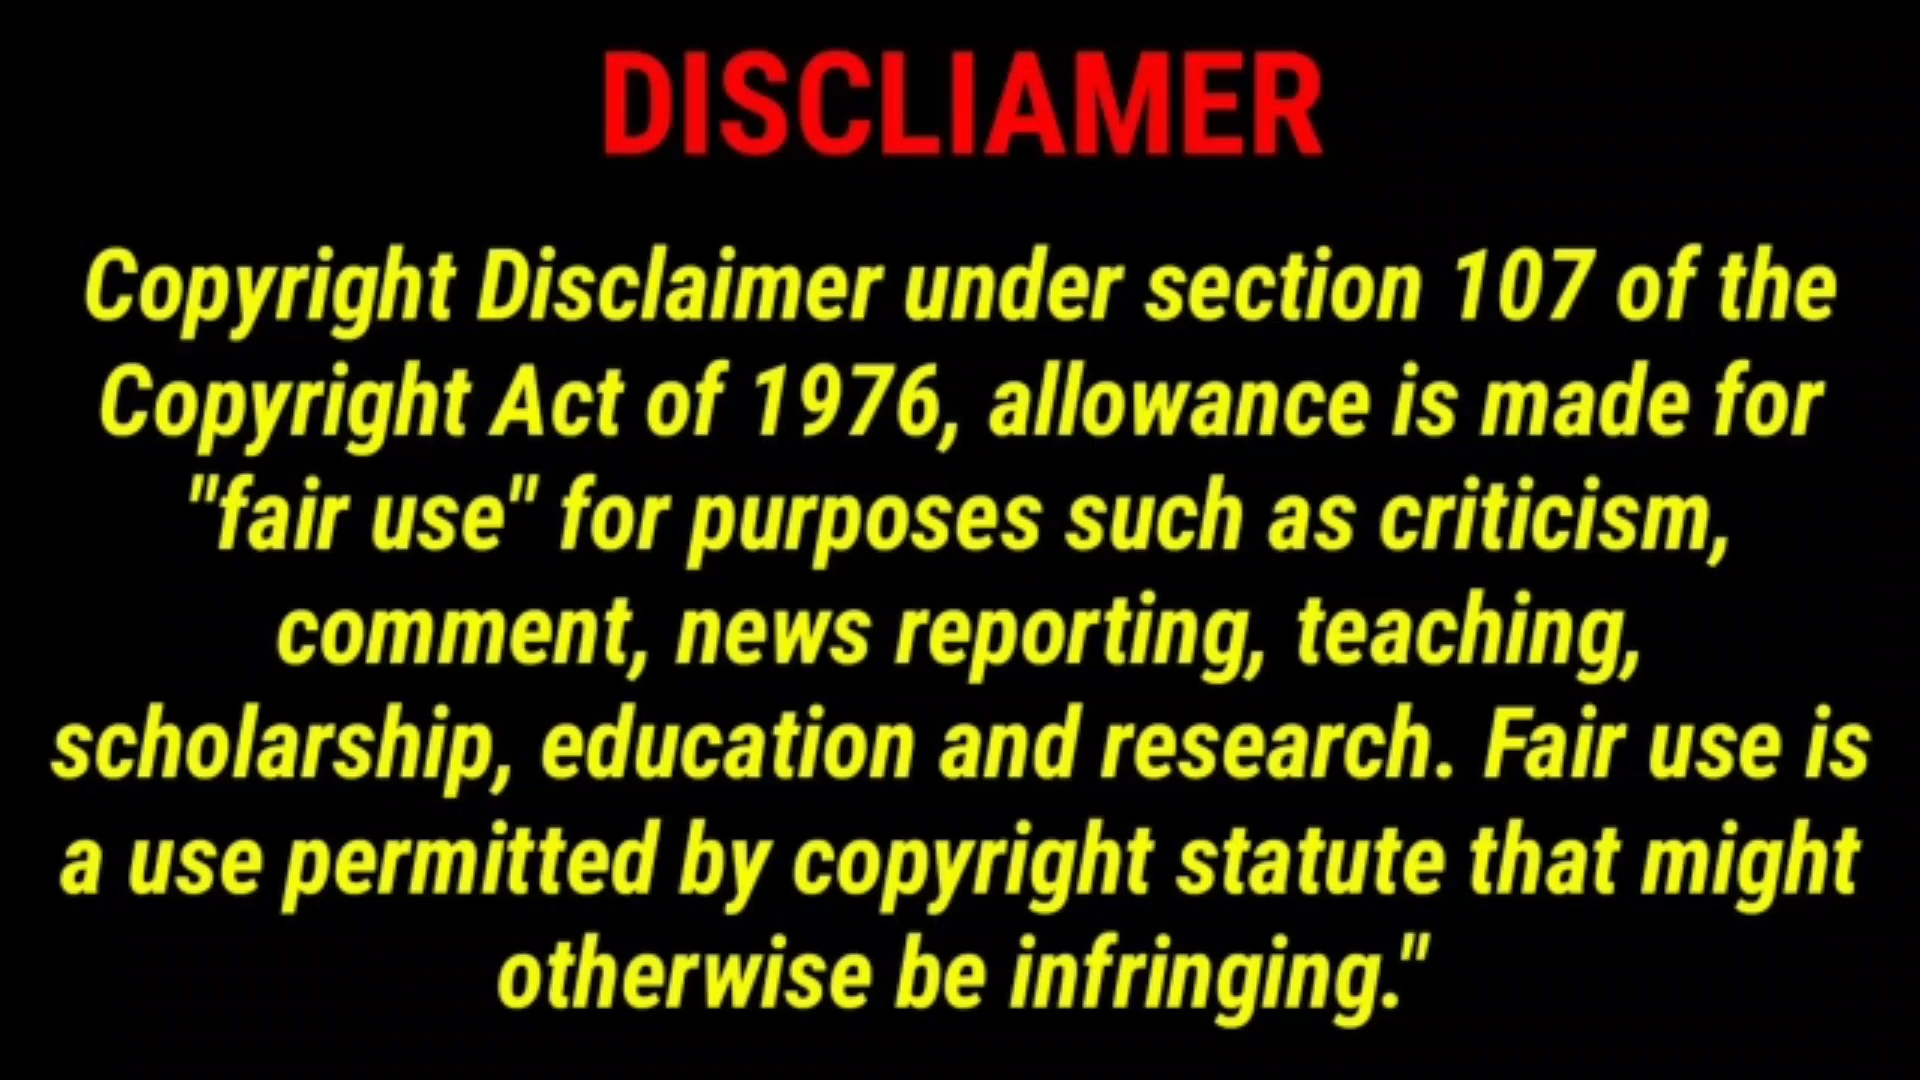 DISCLIAMER
Copyright Disclaimer under section 107 of the
Copyright Act of 1976, allowance is made for
"fair use" for purposes such as criticism,
comment, news reporting, teaching,
scholarship, education and research. Fair use is
a use permitted by copyright statute that might
otherwise be infringing."